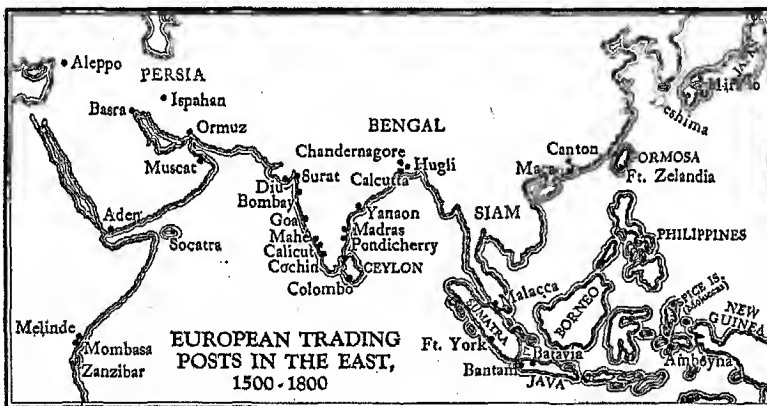 Aleppo
PERSIA
Ispahan
Basra
Ormuz
Muscat
Aden
Socatra
Melinde
Mombasa
Zanzibar
BENGAL
Chandernagore
Hugli
Calcutta
Surat
Diu
Bombay
Goa
Mahe
Calicut
Cochin
Yanaon
Madras
Pondicherry
CEYLON
Colombo
SIAM
Canton
FORMOSA
Ft. Zelandia
PHILIPPINES
Malacca
SUMATRA
BORNEO
SPICE IS.
(Moluccas)
NEW
GUINEA
Ft. York
Batavia
Bantam
JAVA
Amboyna
EUROPEAN TRADING
POSTS IN THE EAST,
1500-1800